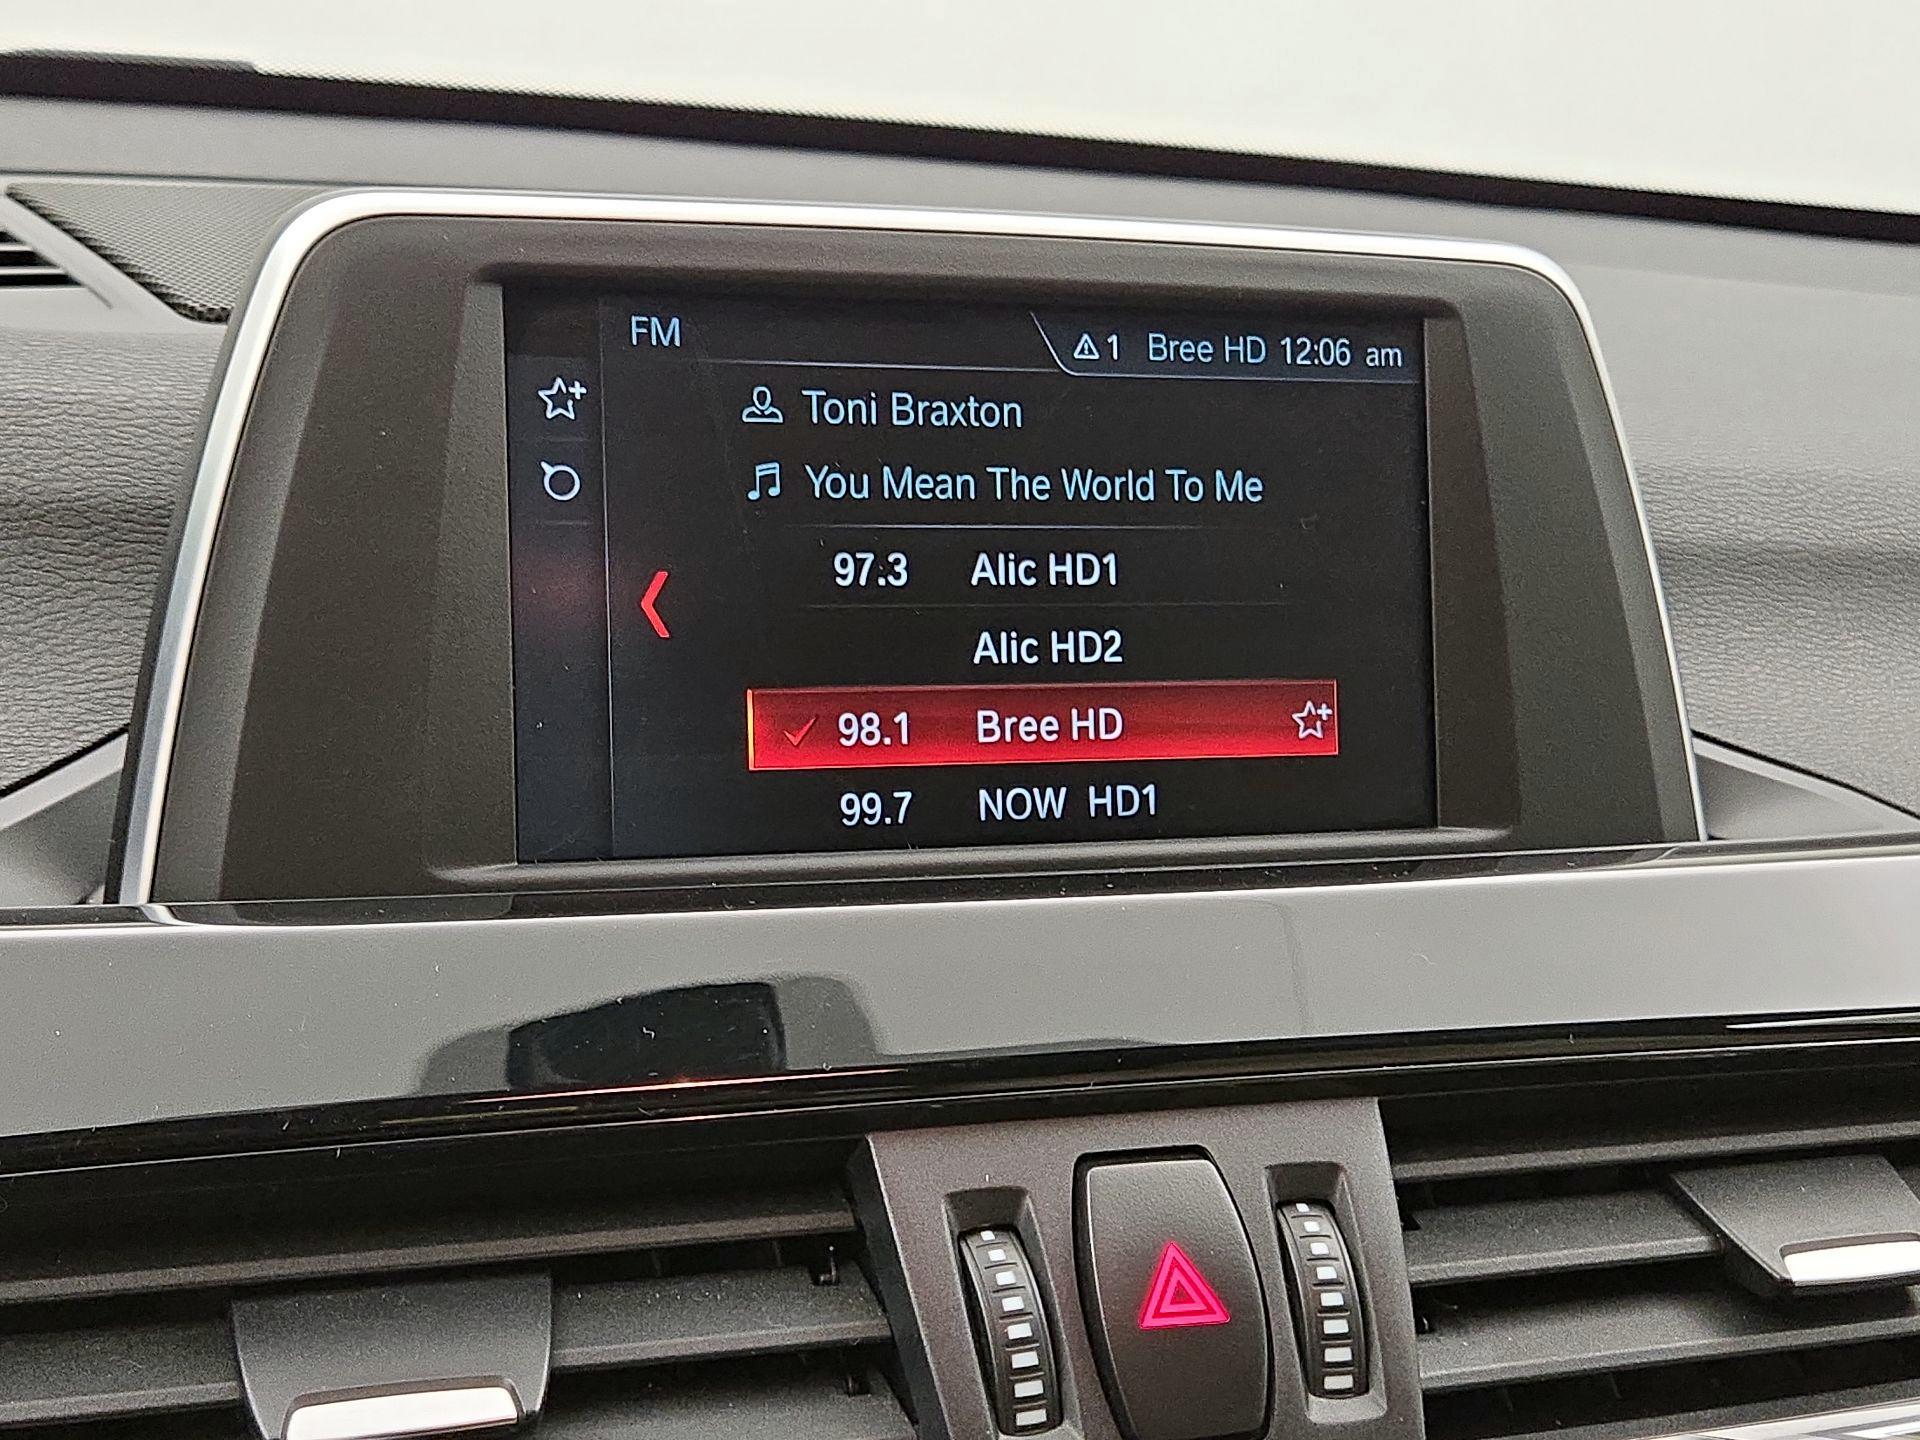 FM
1 Bree HD 12:06 am
Toni Braxton
You Mean The World To Me
97.3 Alic HD1
Alic HD2
98.1 Bree HD
99.7 NOW HD1